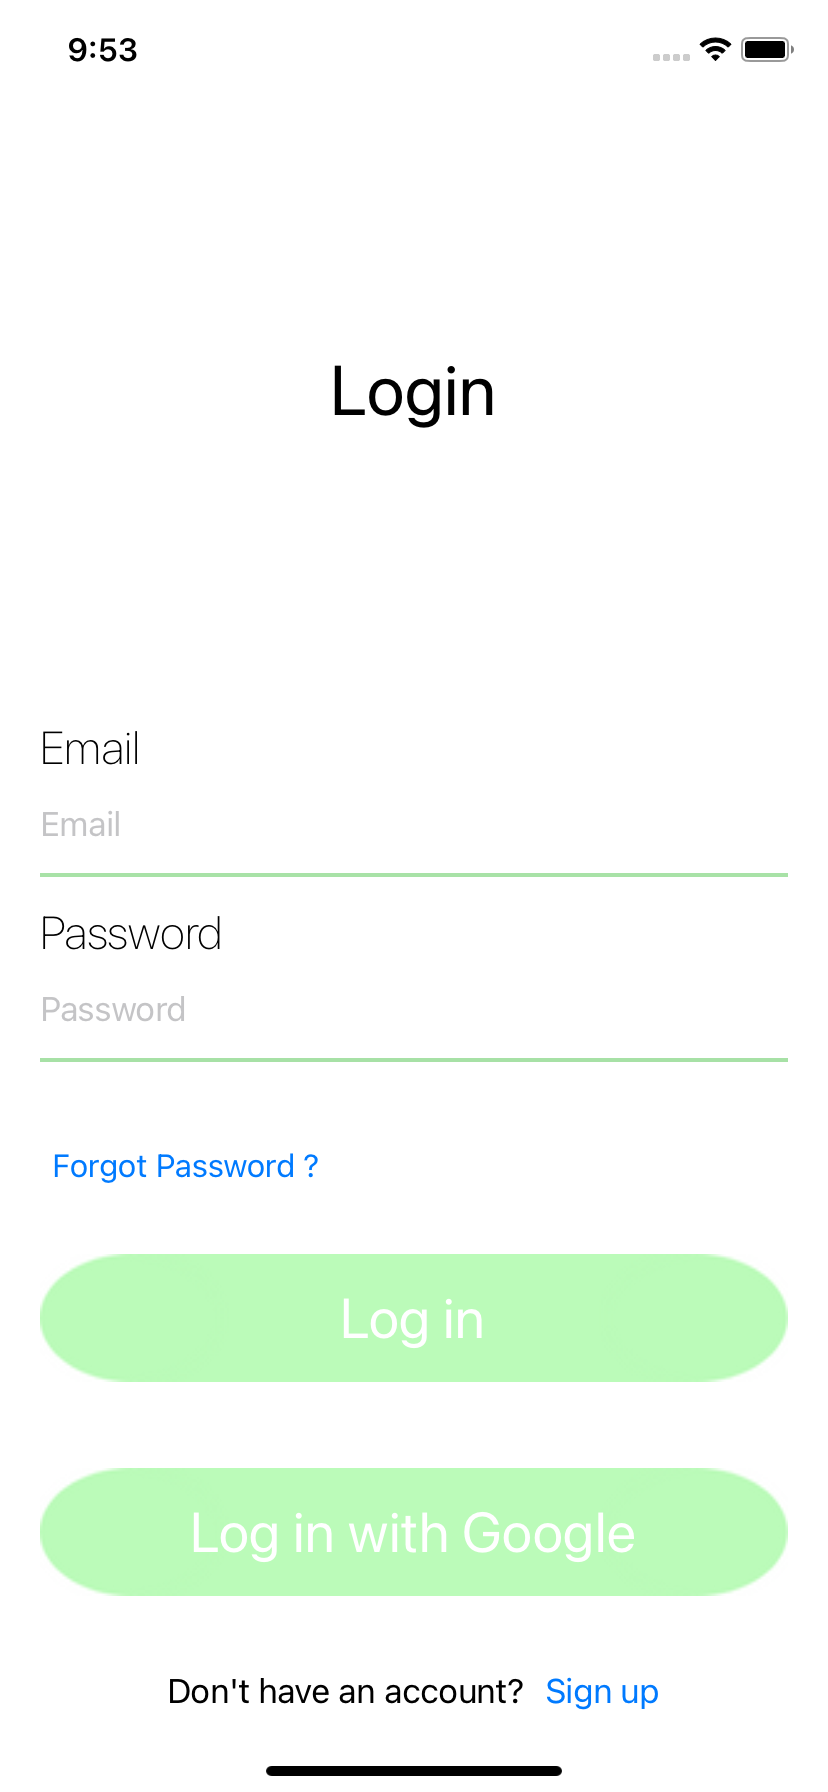 9:53
Login
Email
Email
Password
Password
Forgot Password ?
Log in
Log in with Google
Don't have an account? Sign up